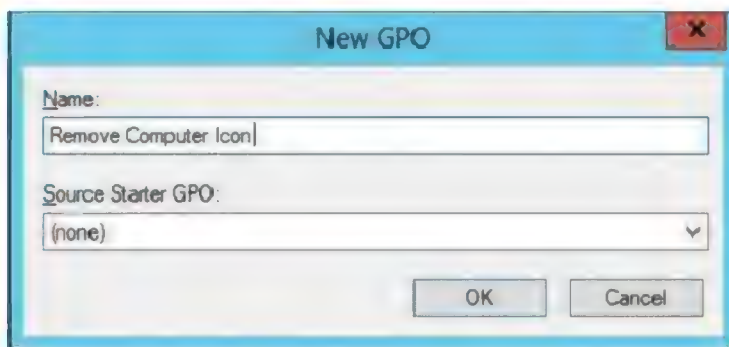 New GPO
Name:
Remove Computer Icon
Source Starter GPO:
(none)
OK Cancel